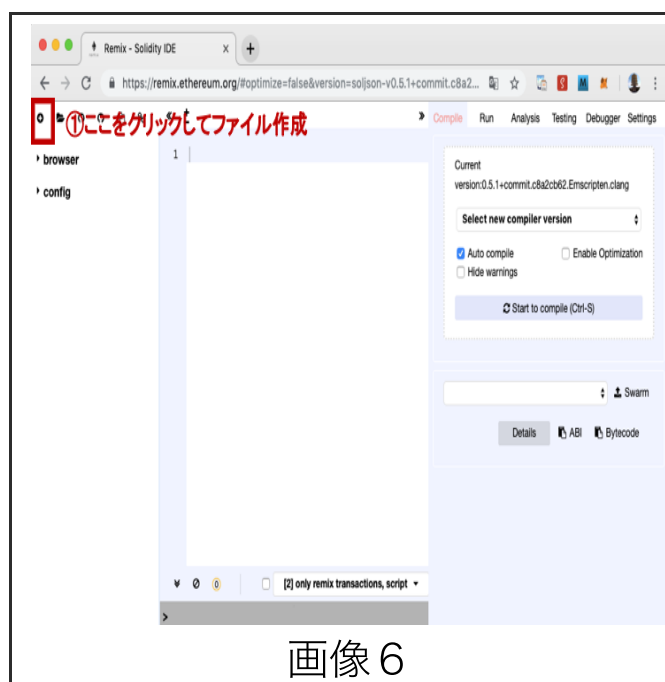 Remix - Solidity IDE
https://remix.ethereum.org/#optimize=false&version=soljson-v0.5.1+commit.c8a2...
①ここをクリックしてファイル作成
Compile Run Analysis Testing Debugger Settings
browser
config
1
Current
version:0.5.1+commit.c8a2cb62.Emscripten.clang
Select new compiler version
Auto compile Enable Optimization
Hide warnings
Start to compile (Ctrl-S)
Swarm
Details ABI Bytecode
0 [2] only remix transactions, script
>
画像6